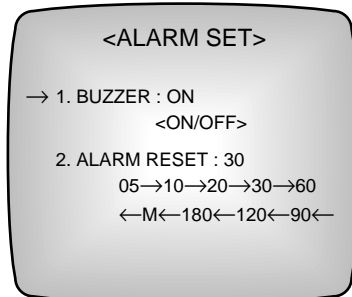 <ALARM SET>
→ 1. BUZZER : ON
<ON/OFF>
2. ALARM RESET : 30
05→10→20→30→60
←M←180←120←90←